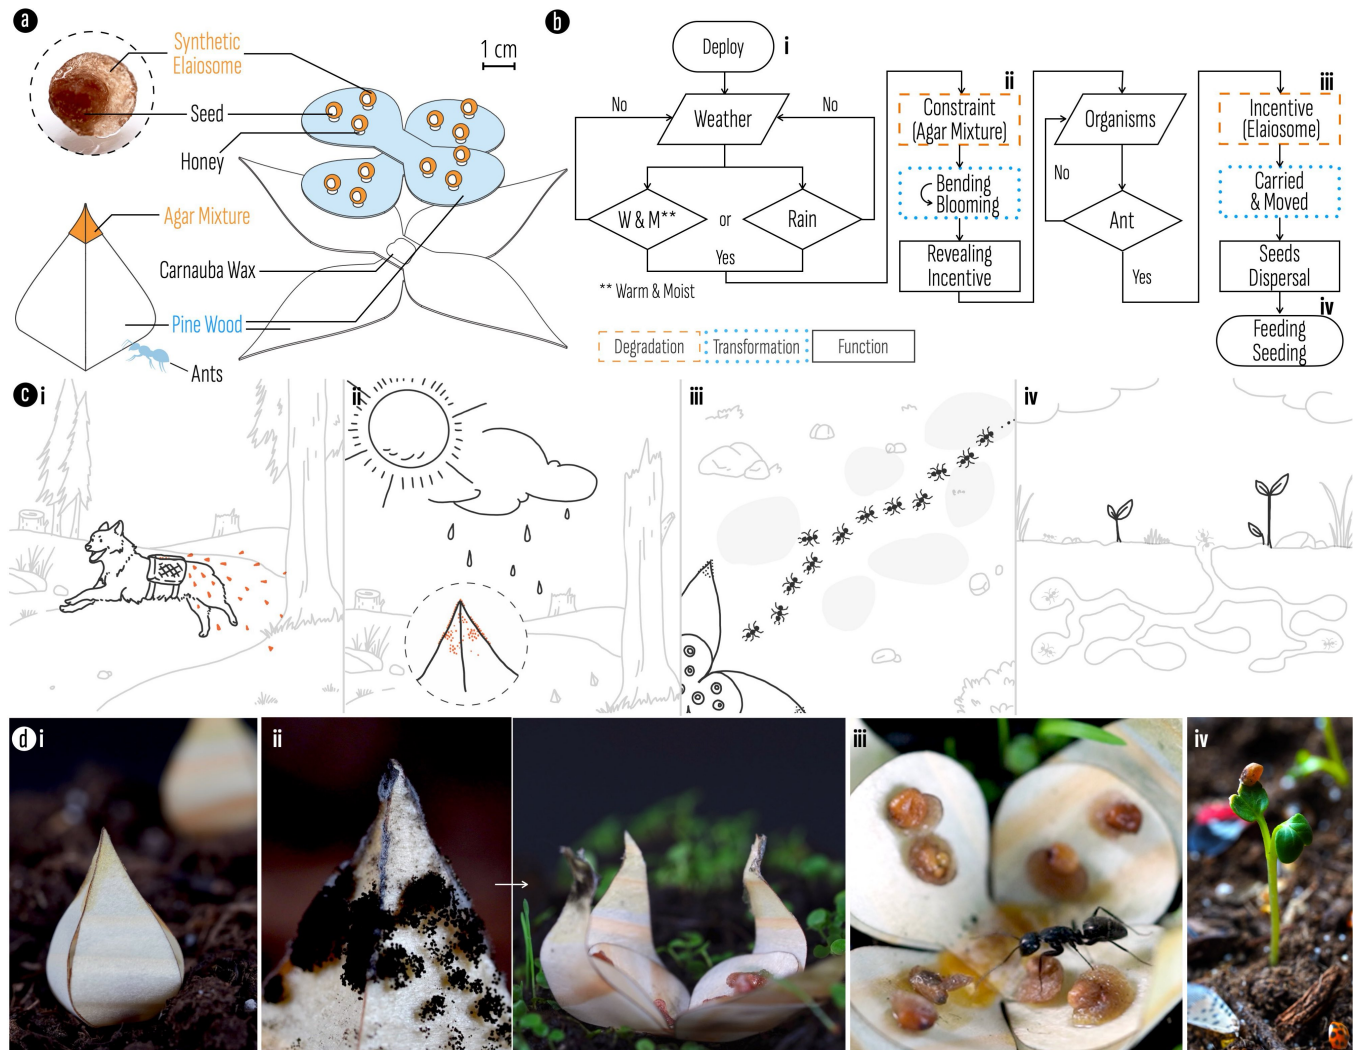 a
Synthetic
Elaiosome
1 cm
Seed
Honey
Agar Mixture
Carnauba Wax
Pine Wood
Ants
b
Deploy
i
No
No
Weather
W & M**
or
Rain
Yes
** Warm & Moist
ii
Constraint
(Agar Mixture)
Bending
Blooming
Revealing
Incentive
Organisms
No
Ant
Yes
iii
Incentive
(Elaiosome)
Carried
& Moved
Seeds
Dispersal
iv
Feeding
Seeding
Degradation
Transformation
Function
c
i
ii
iii
iv
d
i
ii
iii
iv